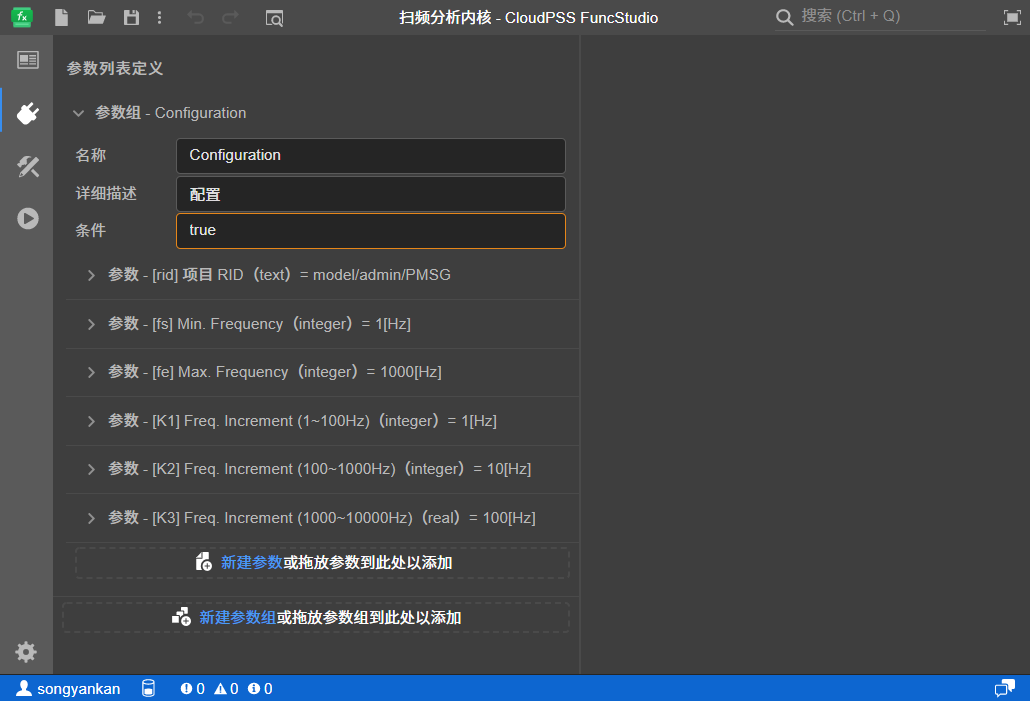 fx
扫频分析内核 - CloudPSS FuncStudio
搜索 (Ctrl + Q)
参数列表定义
参数组 - Configuration
名称 Configuration
详细描述 配置
条件 true
参数 - [rid] 项目 RID（text）= model/admin/PMSG
参数 - [fs] Min. Frequency（integer）= 1[Hz]
参数 - [fe] Max. Frequency（integer）= 1000[Hz]
参数 - [K1] Freq. Increment (1~100Hz)（integer）= 1[Hz]
参数 - [K2] Freq. Increment (100~1000Hz)（integer）= 10[Hz]
参数 - [K3] Freq. Increment (1000~10000Hz)（real）= 100[Hz]
新建参数或拖放参数到此处以添加
新建参数组或拖放参数组到此处以添加
songyankan 0 0 0